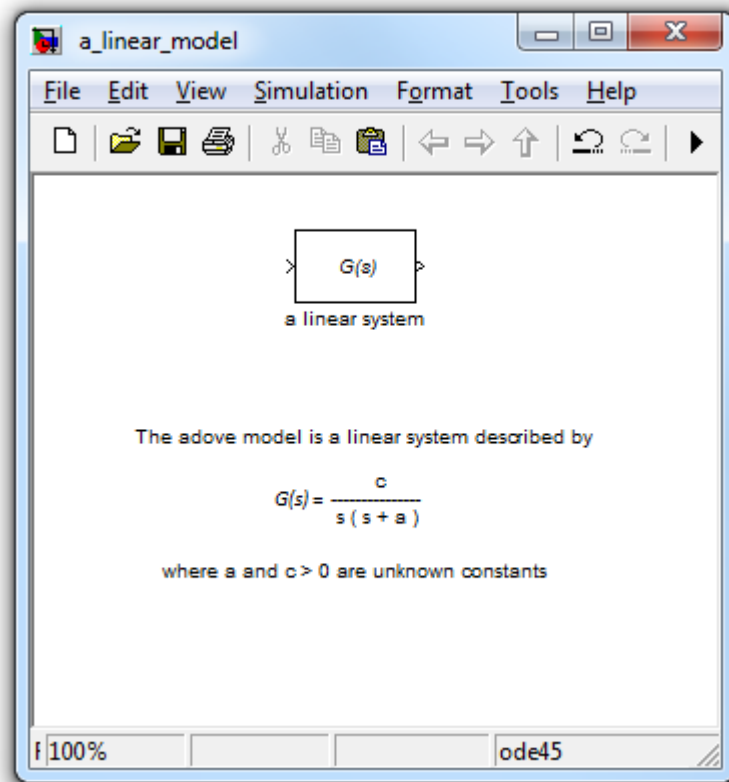 a_linear_model
File Edit View Simulation Format Tools Help
G(s)
a linear system
The adove model is a linear system described by
c
G(s) = ---------------
s ( s + a )
where a and c > 0 are unknown constants
100% ode45